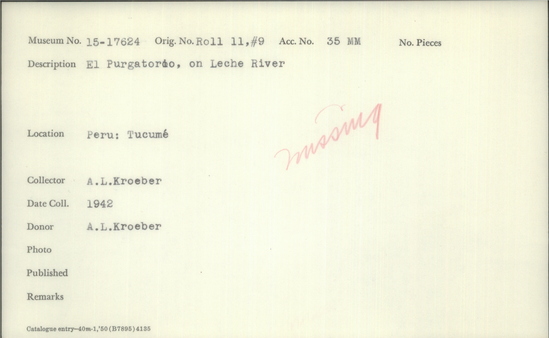 Museum No. 15-17624 Orig. No. Roll 11, #9 Acc. No. 35 MM No. Pieces
Description El Purgatorio, on Leche River
Location Peru: Tucumé
missing
Collector A.L.Kroeber
Date Coll. 1942
Donor A.L.Kroeber
Photo
Published
Remarks
Catalogue entry—40m-1,'50 (B7895) 4135